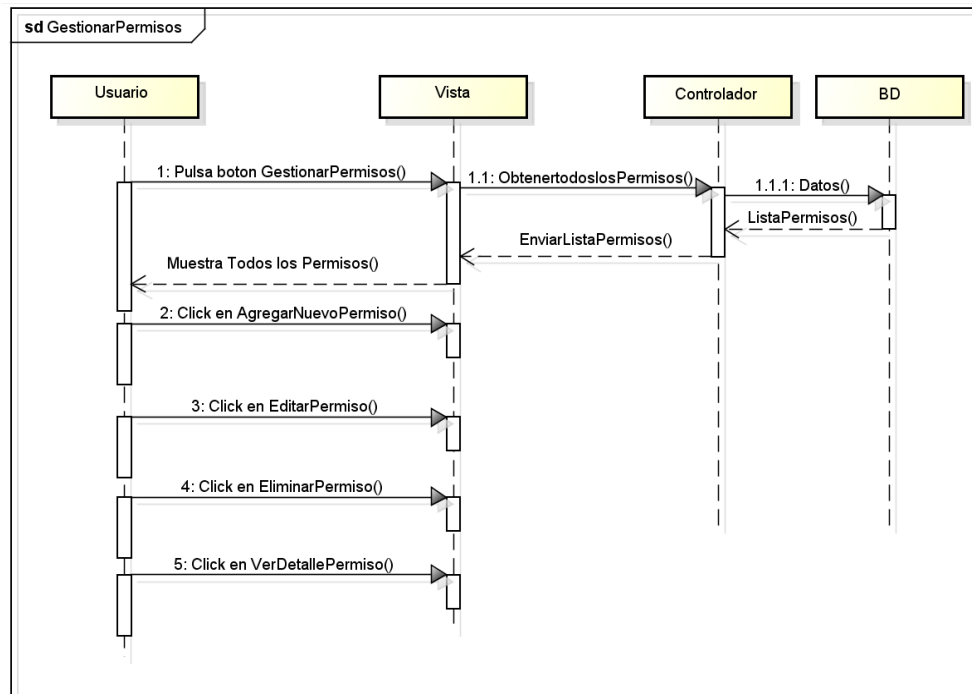 sd GestionarPermisos
Usuario
Vista
Controlador
BD
1: Pulsa boton GestionarPermisos()
1.1: ObtenertodoslosPermisos()
1.1.1: Datos()
ListaPermisos()
EnviarListaPermisos()
Muestra Todos los Permisos()
2: Click en AgregarNuevoPermiso()
3: Click en EditarPermiso()
4: Click en EliminarPermiso()
5: Click en VerDetallePermiso()